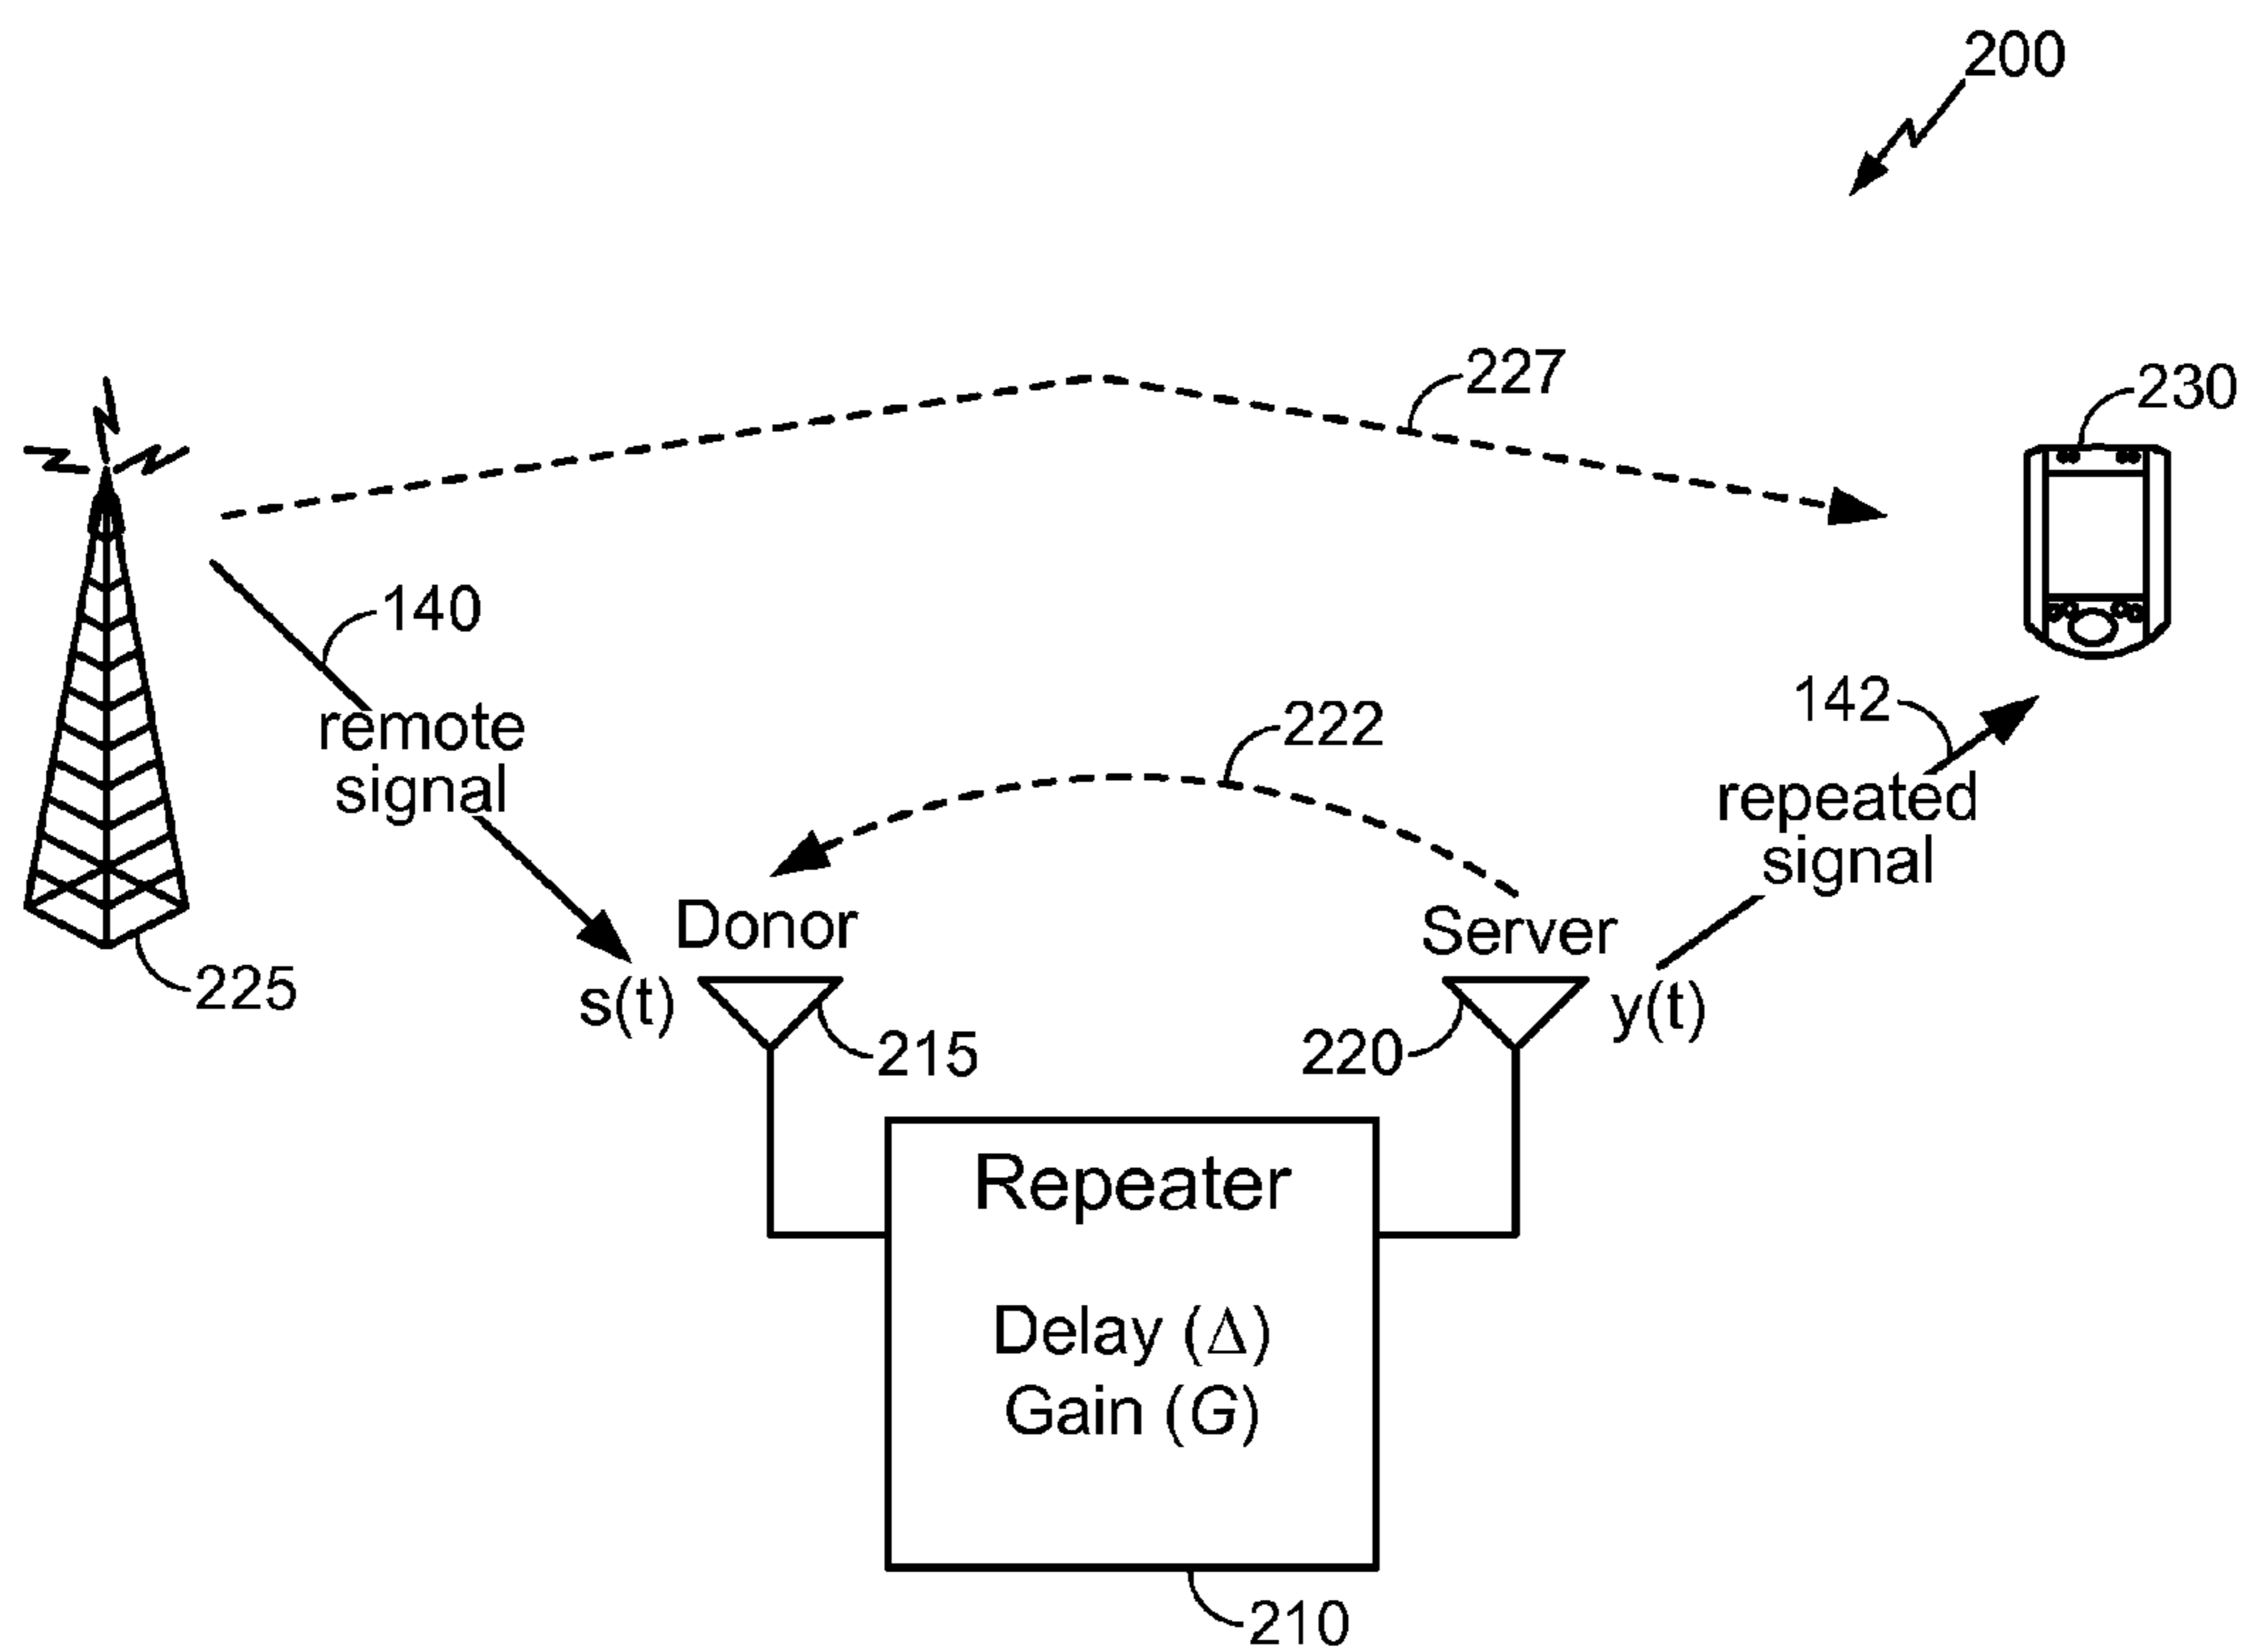 200
227
230
140
remote
signal
222
142
repeated
signal
Donor
Server
225
s(t)
215
220
y(t)
Repeater
Delay (Δ)
Gain (G)
210